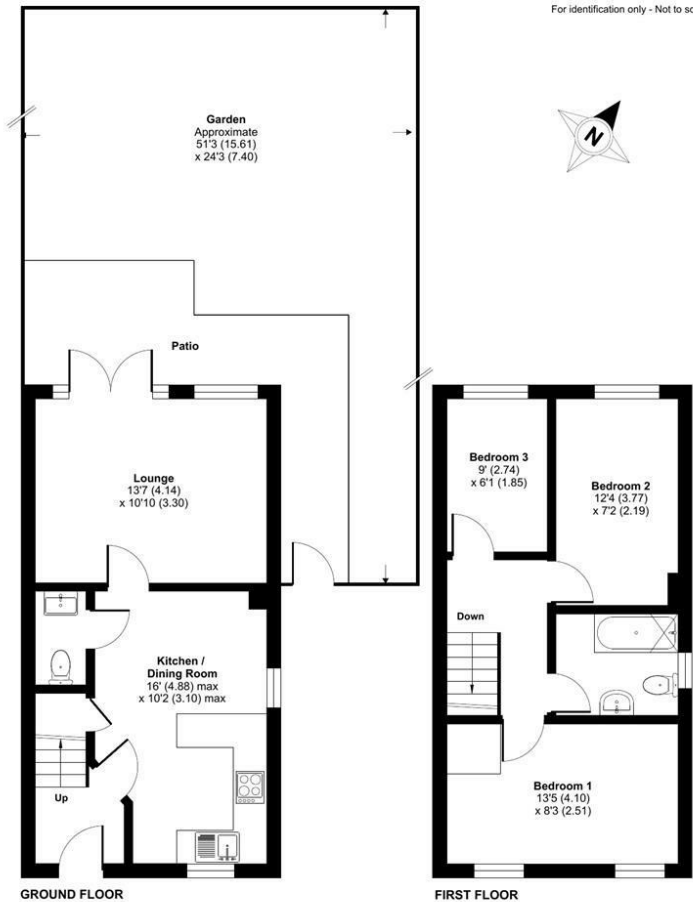 For identification only - Not to sc
Garden
Approximate
51'3 (15.61)
x 24'3 (7.40)
N
Patio
Lounge
13'7 (4.14)
x 10'10 (3.30)
Kitchen /
Dining Room
16' (4.88) max
x 10'2 (3.10) max
Up
GROUND FLOOR
Bedroom 3
9' (2.74)
x 6'1 (1.85)
Bedroom 2
12'4 (3.77)
x 7'2 (2.19)
Down
Bedroom 1
13'5 (4.10)
x 8'3 (2.51)
FIRST FLOOR